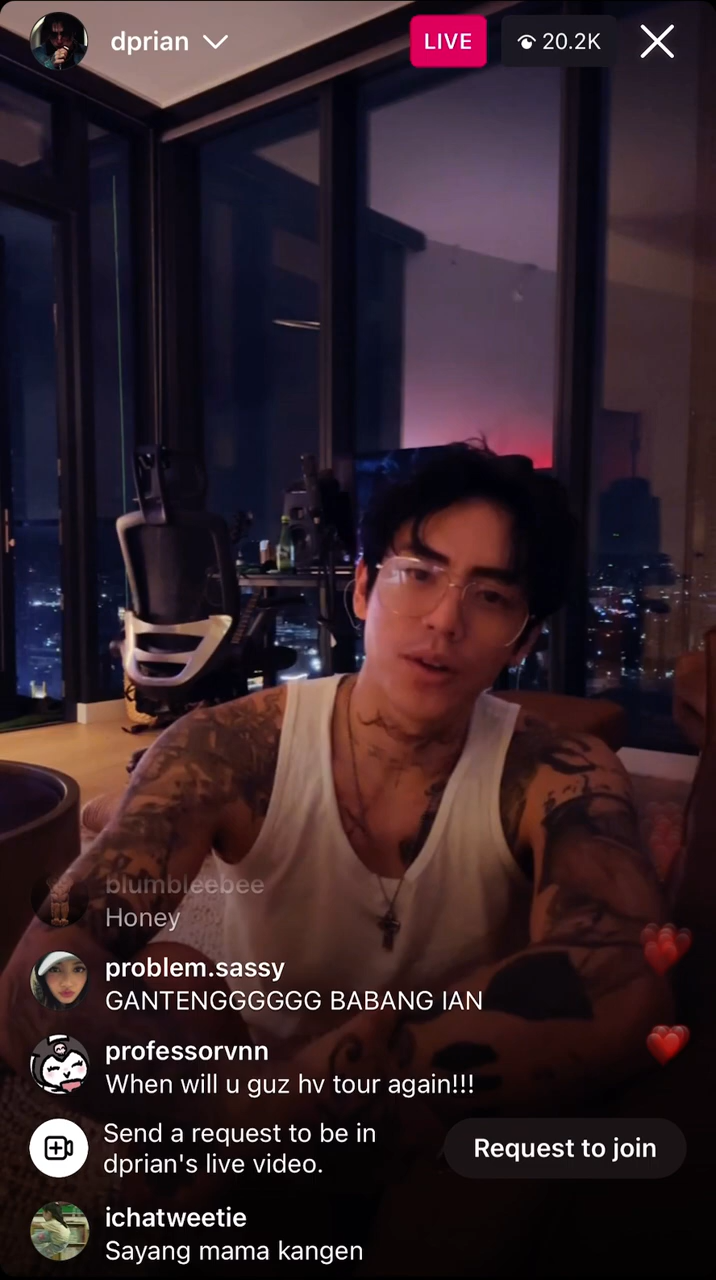 dprian
LIVE
20.2K
blumbleebee
Honey
problem.sassy
GANTENGGGGGG BABANG IAN
professorvnn
When will u guz hv tour again!!!
Send a request to be in
dprian's live video.
Request to join
ichatweetie
Sayang mama kangen